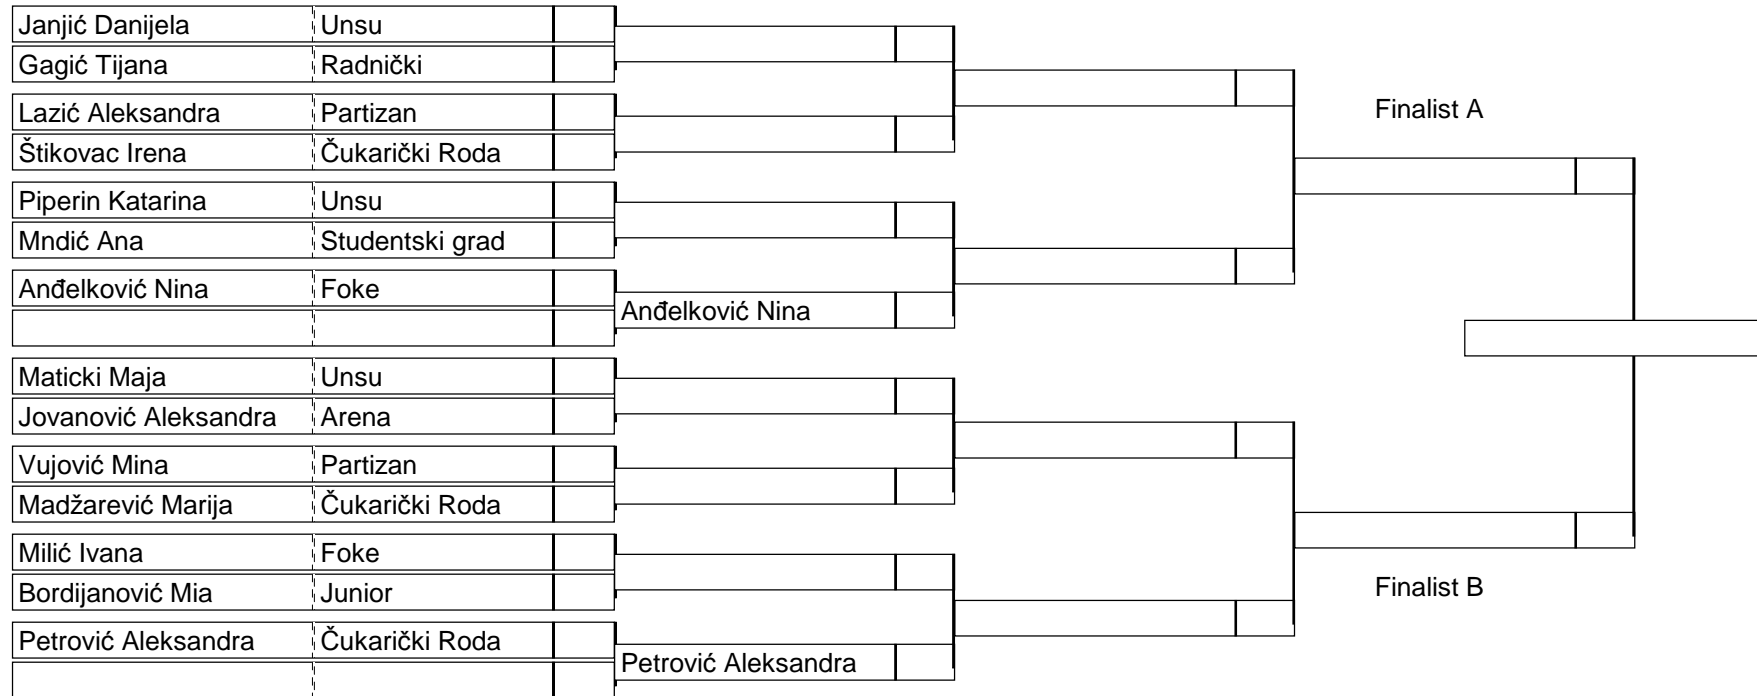 Janjić Danijela Unsu
Gagić Tijana Radnički
Lazić Aleksandra Partizan
Štikovac Irena Čukarički Roda
Piperin Katarina Unsu
Mndić Ana Studentski grad
Anđelković Nina Foke
Maticki Maja Unsu
Jovanović Aleksandra Arena
Vujović Mina Partizan
Madžarević Marija Čukarički Roda
Milić Ivana Foke
Bordijanović Mia Junior
Petrović Aleksandra Čukarički Roda
Anđelković Nina
Petrović Aleksandra
Finalist A
Finalist B